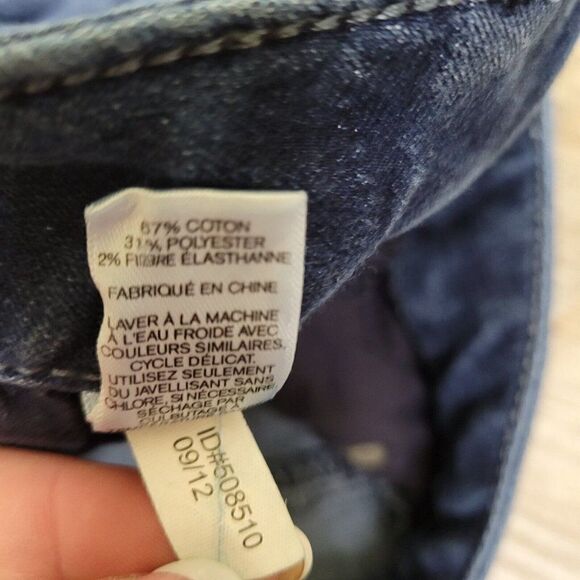 67% COTON
31% POLYESTER
2% FIBRE ÉLASTHANNE
FABRIQUÉ EN CHINE
LAVER À LA MACHINE
À L'EAU FROIDE AVEC
COULEURS SIMILAIRES.
CYCLE DÉLICAT.
UTILISEZ SEULEMENT
DU JAVELLISANT SANS
CHLORE, SI NÉCESSAIRE.
SÉCHAGE PAR
CULBUTAGE À
ID#508510
09/12